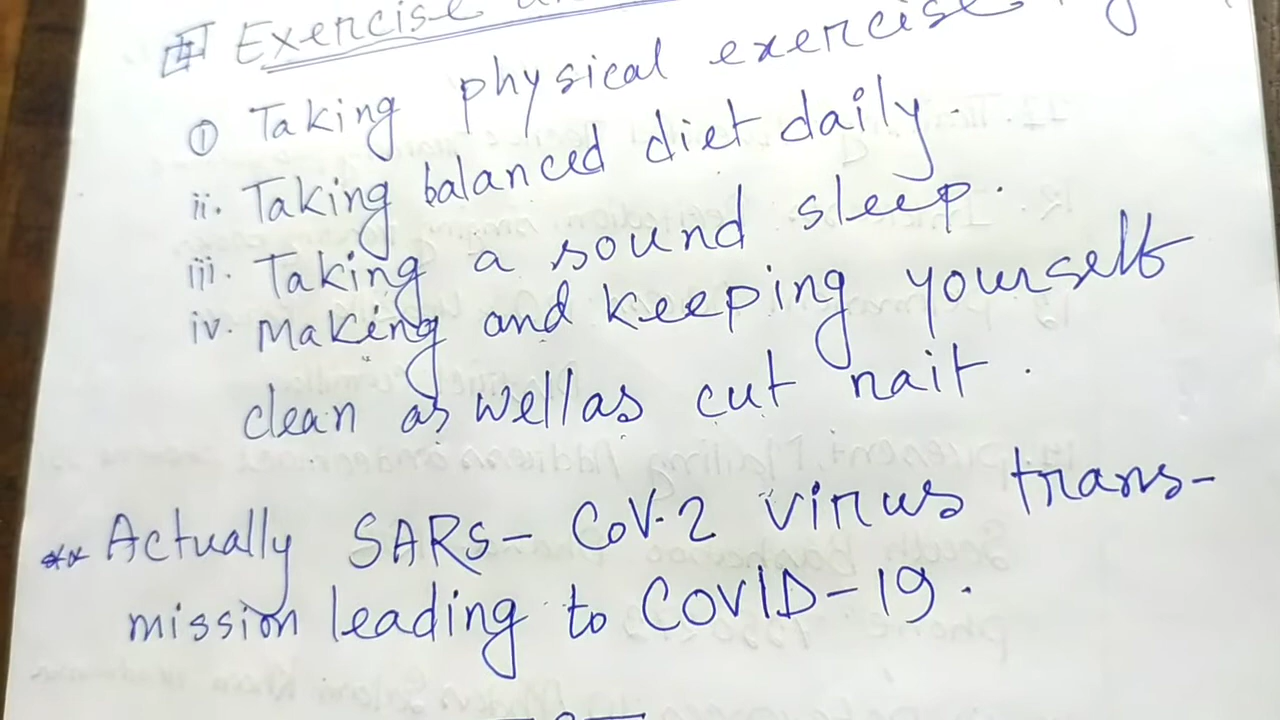 Exercise
① Taking physical exercise
ii. Taking balanced diet daily.
iii. Taking a sound sleep.
iv. Making and keeping yourself
clean as well as cut nait.
** Actually SARS-CoV-2 virus trans-
mission leading to COVID-19.